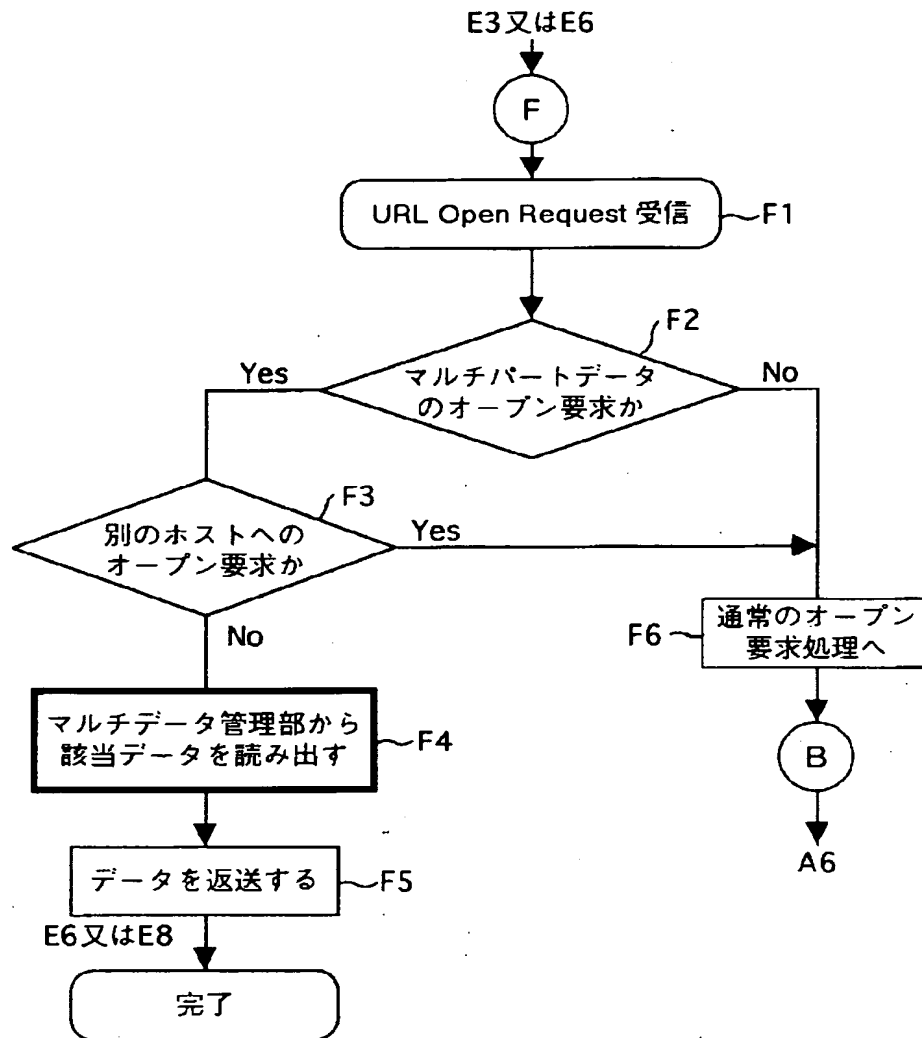 E3又はE6
F
URL Open Request 受信
F1
F2
マルチパートデータ
のオープン要求か
Yes
No
F3
別のホストへの
オープン要求か
Yes
No
通常のオープン
要求処理へ
F6
マルチデータ管理部から
該当データを読み出す
F4
B
A6
データを返送する
F5
E6又はE8
完了